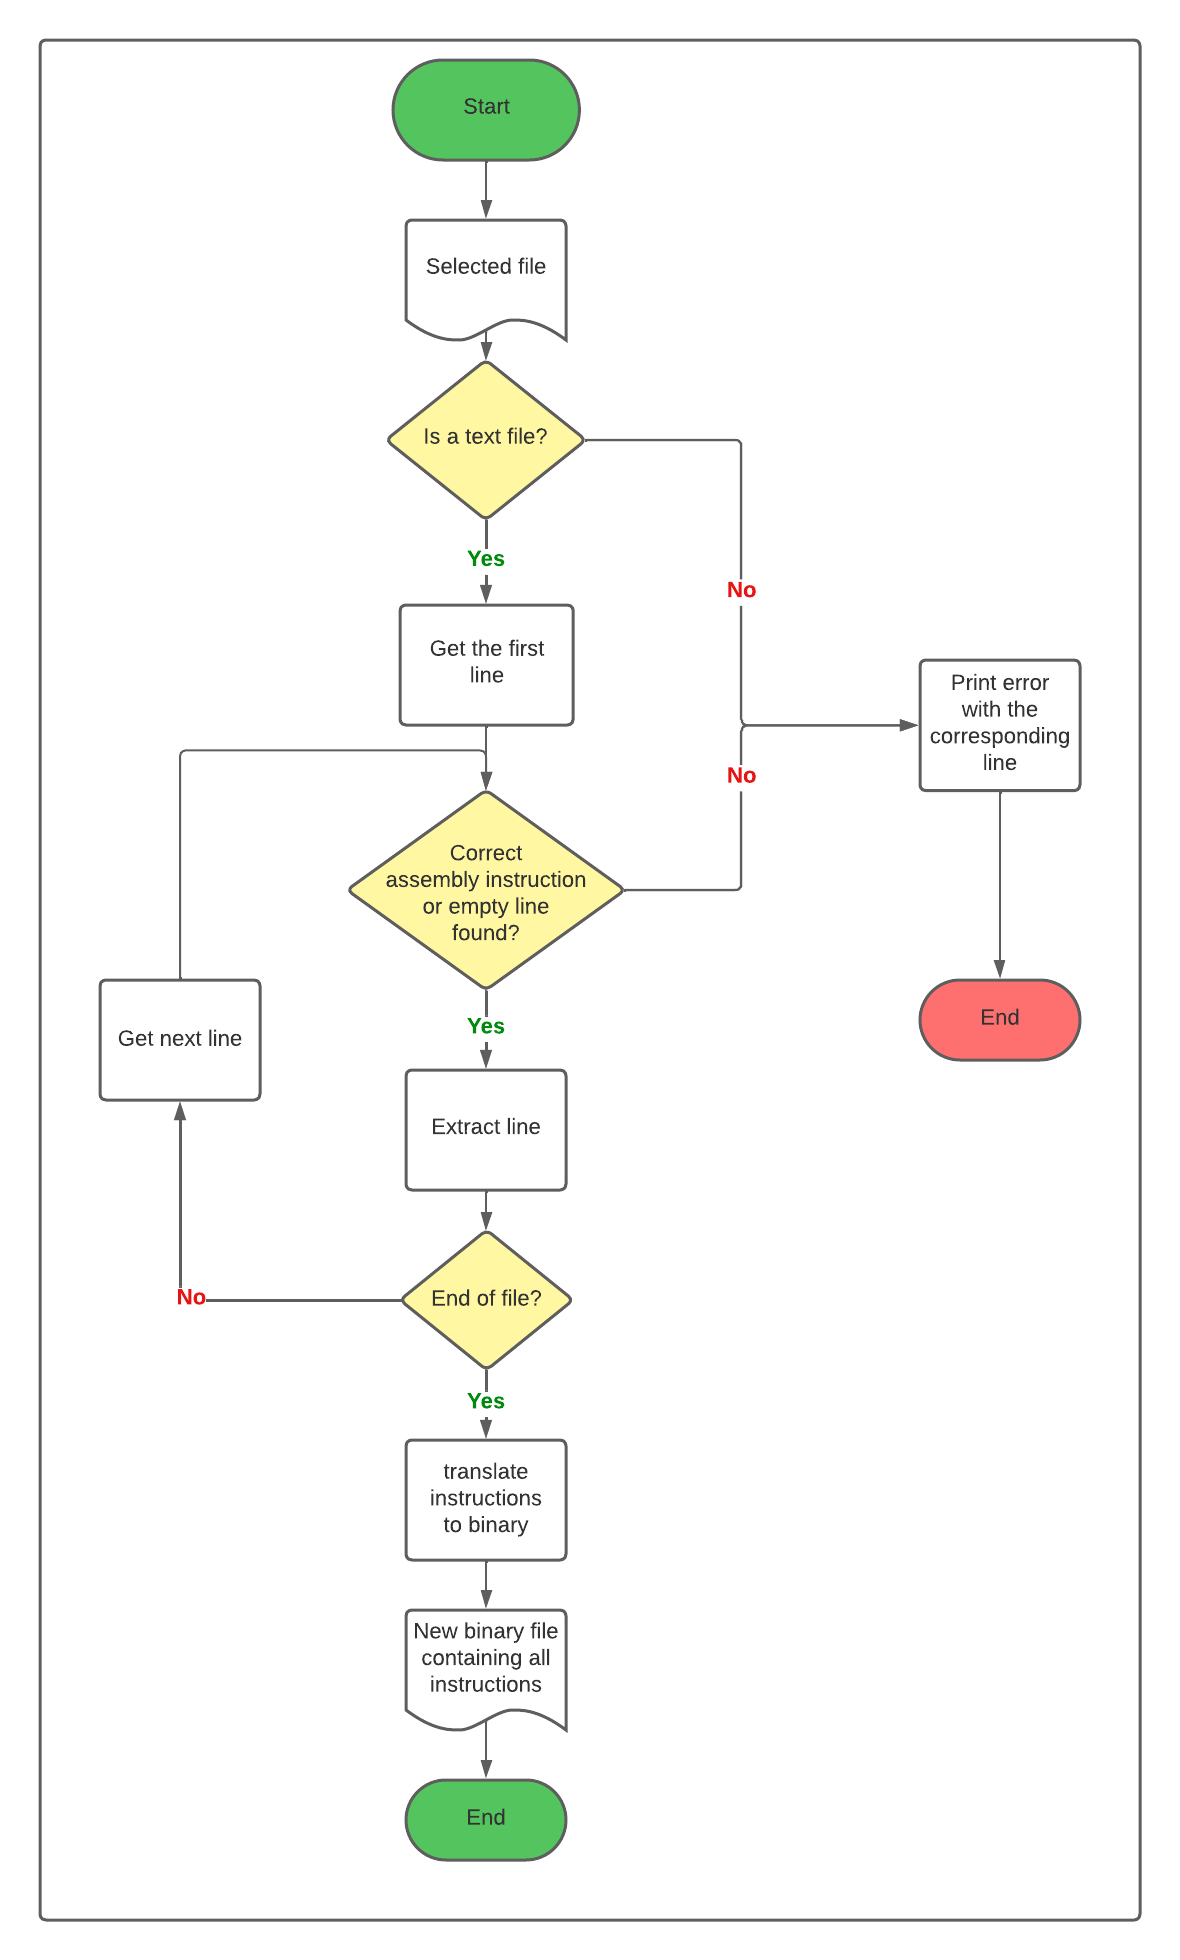 Start
Selected file
Is a text file?
Yes
No
Get the first
line
Print error
with the
corresponding
line
No
Correct
assembly instruction
or empty line
found?
End
Yes
Get next line
Extract line
End of file?
No
Yes
translate
instructions
to binary
New binary file
containing all
instructions
End